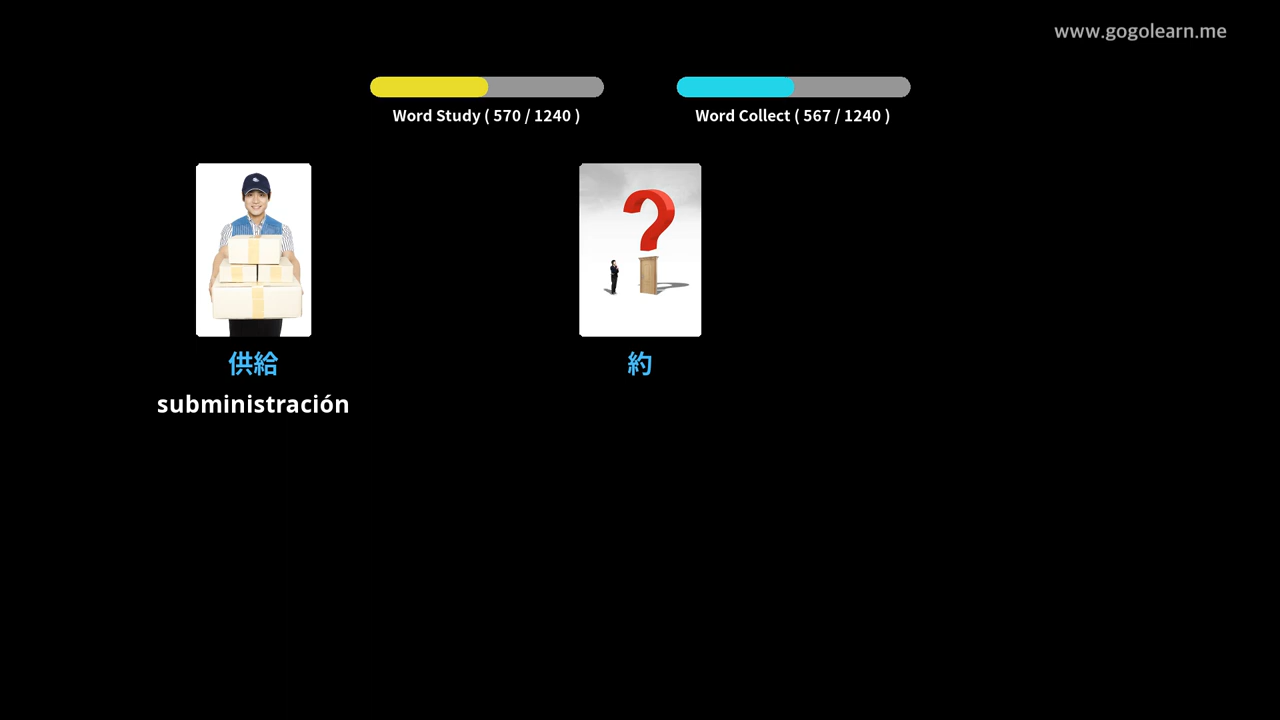 www.gogolearn.me
Word Study ( 570 / 1240 )
Word Collect ( 567 / 1240 )
供給
subministración
約